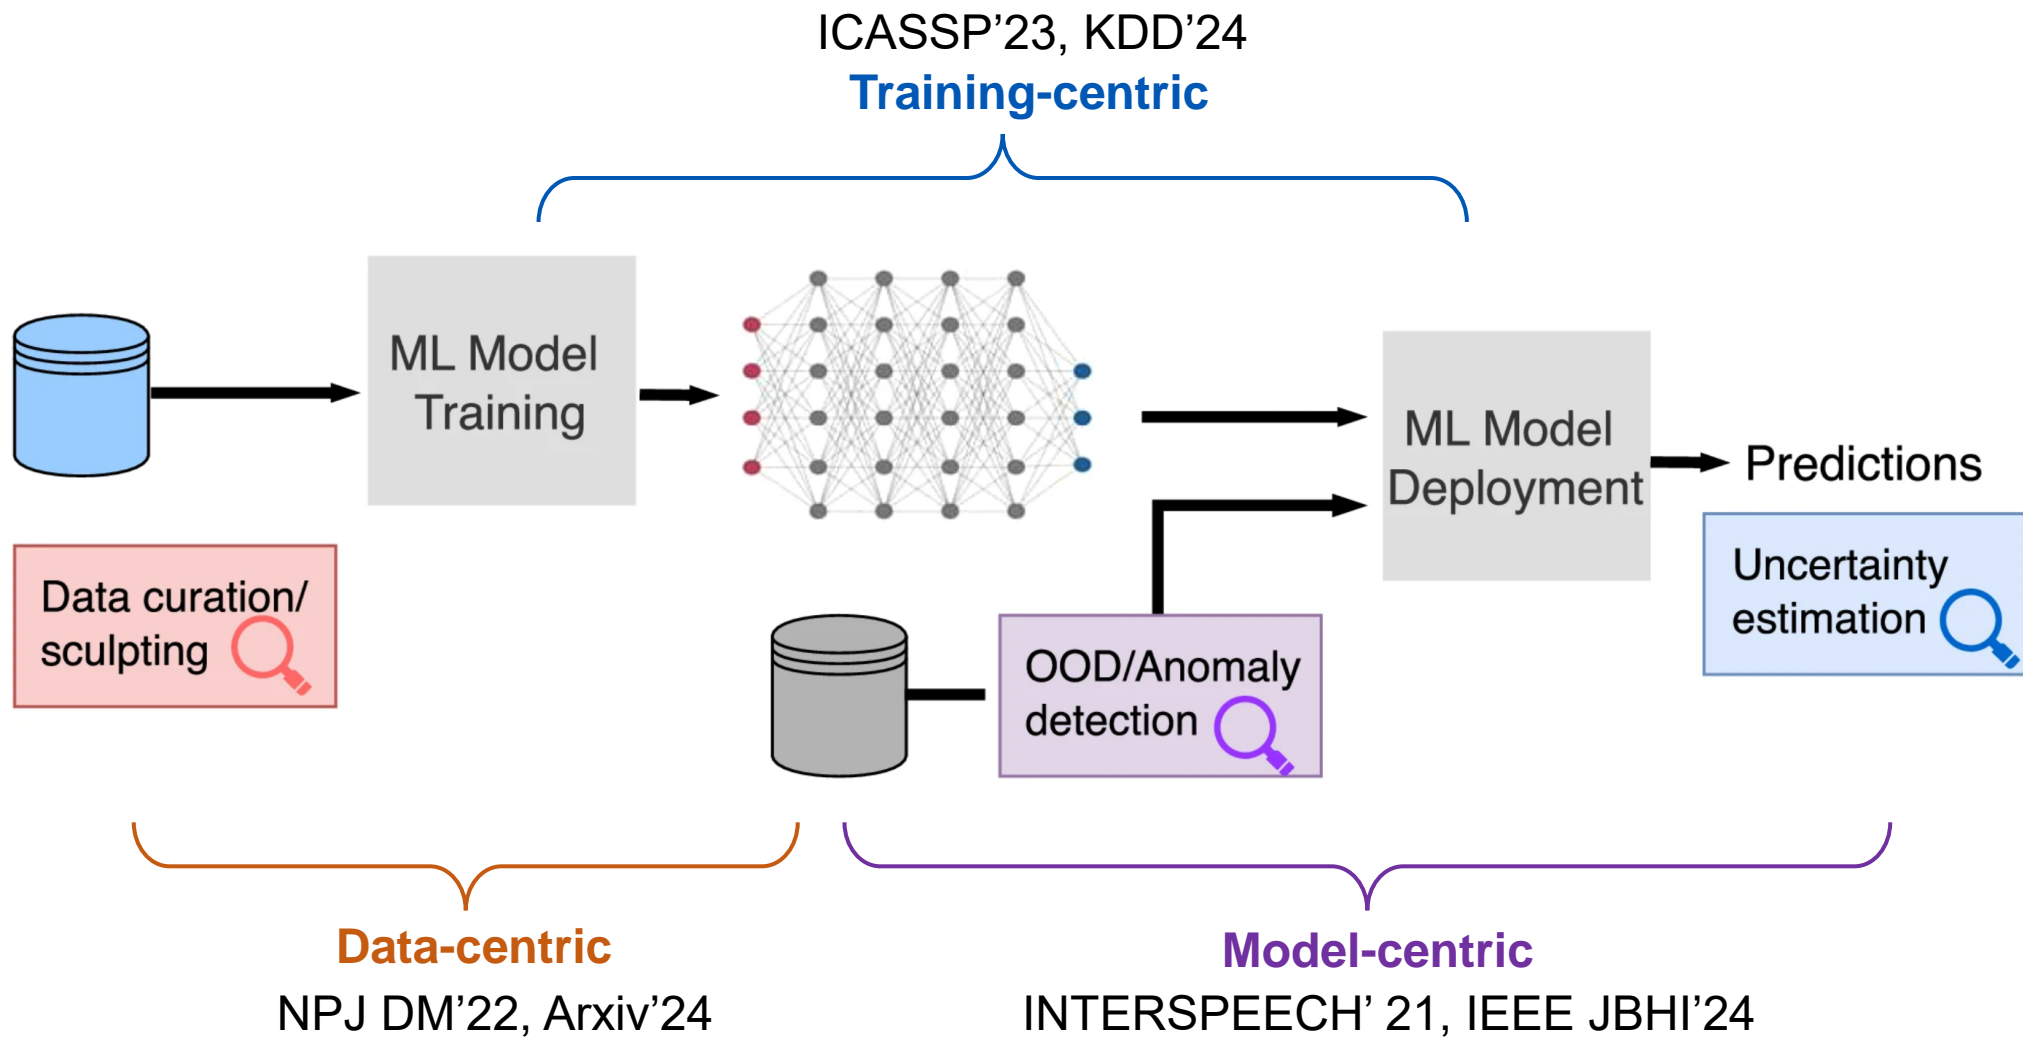 ICASSP’23, KDD’24
Training-centric
ML Model
Training
ML Model
Deployment
Predictions
Data curation/
sculpting
OOD/Anomaly
detection
Uncertainty
estimation
Data-centric
NPJ DM’22, Arxiv’24
Model-centric
INTERSPEECH’ 21, IEEE JBHI’24